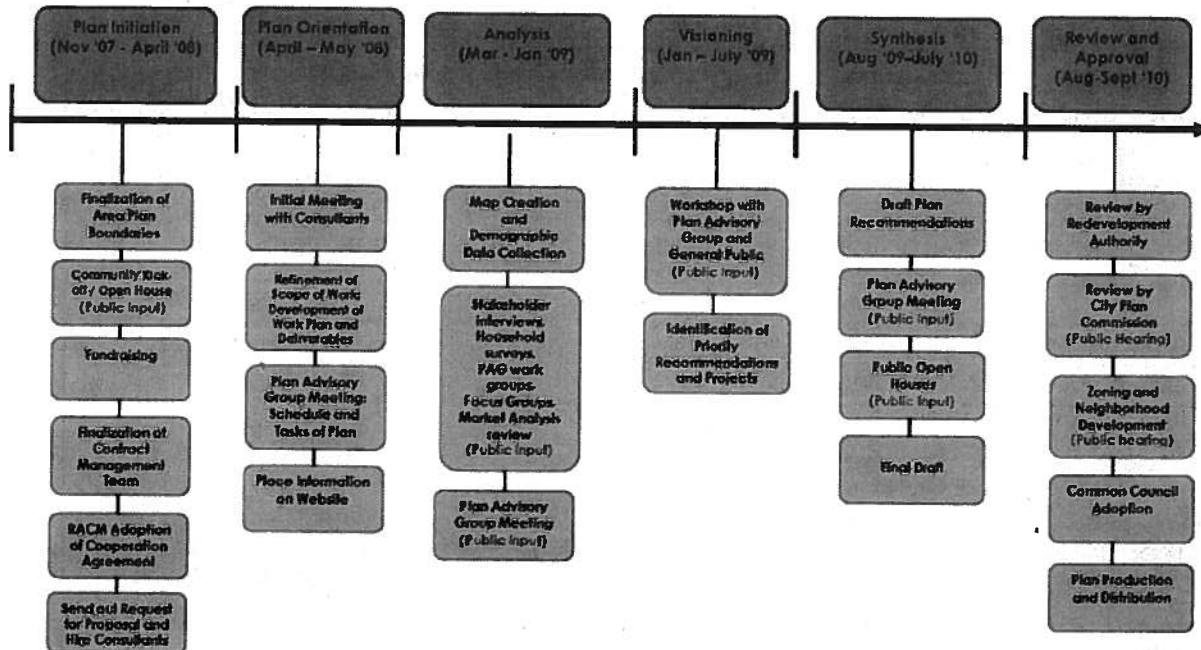 Plan Initiation
(Nov '07 - April '08)
Plan Orientation
(April – May '08)
Analysis
(Mar - Jan '09)
Visioning
(Jan – July '09)
Synthesis
(Aug '09–July '10)
Review and
Approval
(Aug-Sept '10)
Finalization of
Area Plan
Boundaries
Community Kick-
off/ Open House
(Public Input)
Fundraising
Finalization of
Contract
Management
Team
RACM Adoption
of Cooperation
Agreement
Send out Request
for Proposal and
Hire Consultants
Initial Meeting
with Consultants
Refinement of
Scope of Work
Development of
Work Plan and
Deliverables
Plan Advisory
Group Meeting:
Schedule and
Tasks of Plan
Place Information
on Website
Map Creation
and
Demographic
Data Collection
Stakeholder
interviews,
Household
surveys,
PAG work
groups,
Focus Groups,
Market Analysis
review
(Public Input)
Plan Advisory
Group Meeting
(Public Input)
Workshop with
Plan Advisory
Group and
General Public
(Public Input)
Identification of
Priority
Recommendations
and Projects
Draft Plan
Recommendations
Plan Advisory
Group Meeting
(Public Input)
Public Open
Houses
(Public Input)
Final Draft
Review by
Redevelopment
Authority
Review by
City Plan
Commission
(Public Hearing)
Zoning and
Neighborhood
Development
(Public hearing)
Common Council
Adoption
Plan Production
and Distribution